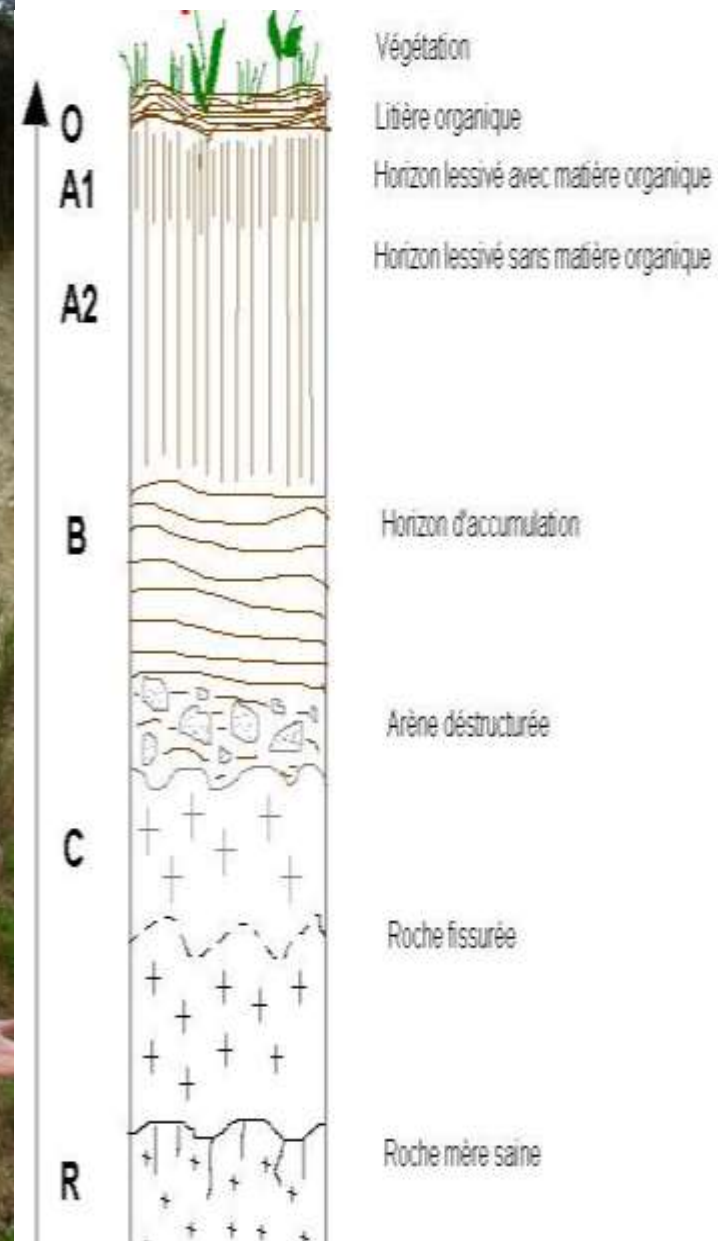 Végétation
O
Litière organique
A1
Horizon lessivé avec matière organique
Horizon lessivé sans matière organique
A2
B
Horizon d'accumulation
Arène déstructurée
C
Roche fissurée
R
Roche mère saine